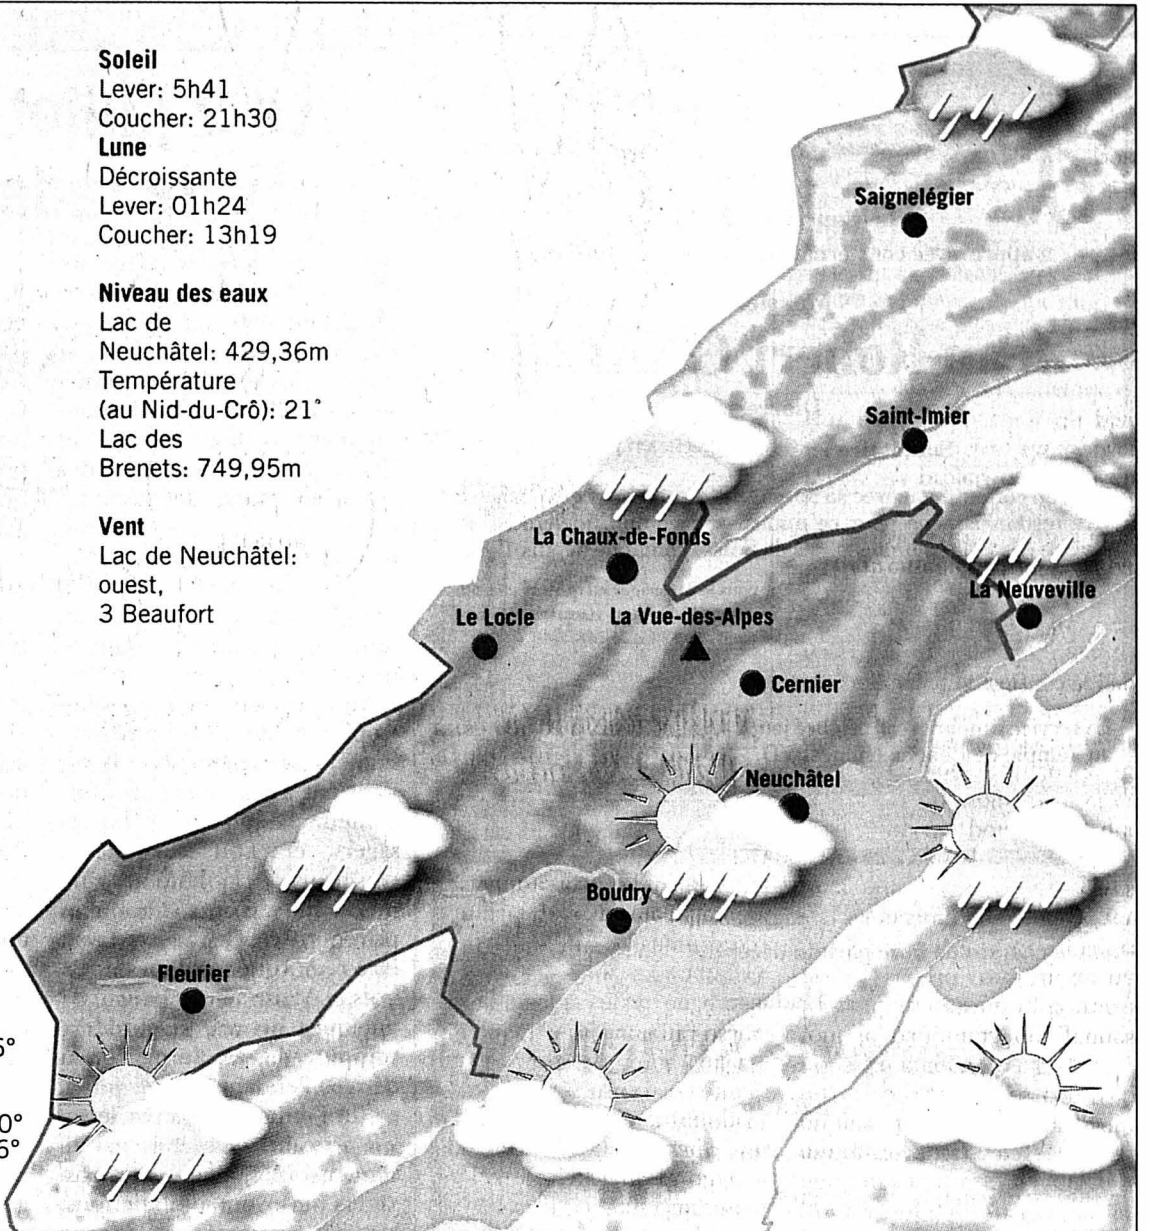 Soleil
Lever: 5h41
Coucher: 21h30
Lune
Décroissante
Lever: 01h24
Coucher: 13h19
Niveau des eaux
Lac de
Neuchâtel: 429,36m
Température
(au Nid-du-Crô): 21°
Lac des
Brenets: 749,95m
Vent
Lac de Neuchâtel:
ouest,
3 Beaufort
Saignelégier
Saint-Imier
La Chaux-de-Fonds
La Neuveville
Le Locle
La Vue-des-Alpes
Cernier
Neuchâtel
Boudry
Fleurier